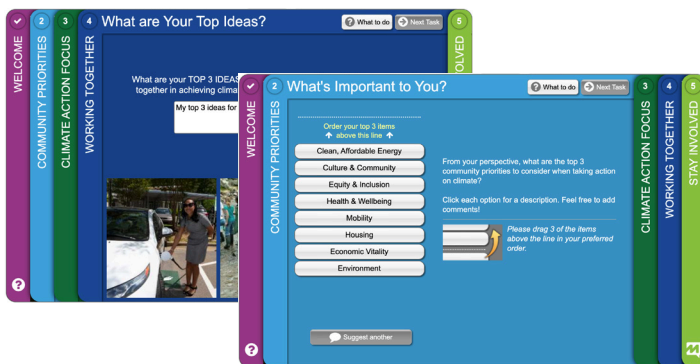 WELCOME
2
COMMUNITY PRIORITIES
3
CLIMATE ACTION FOCUS
4
WORKING TOGETHER
What are Your Top Ideas?
? What to do
Next Task
5
What are your TOP 3 IDEAS
together in achieving
My top 3 ideas for
?
WELCOME
2
COMMUNITY PRIORITIES
What's Important to You?
? What to do
Next Task
Order your top 3 items
above this line
Clean, Affordable Energy
Culture & Community
Equity & Inclusion
Health & Wellbeing
Mobility
Housing
Economic Vitality
Environment
Suggest another
From your perspective, what are the top 3
community priorities to consider when taking action
on climate?
Click each option for a description. Feel free to add
comments!
Please drag 3 of the items
above the line in your preferred
order.
3
CLIMATE ACTION FOCUS
4
WORKING TOGETHER
5
STAY INVOLVED
?